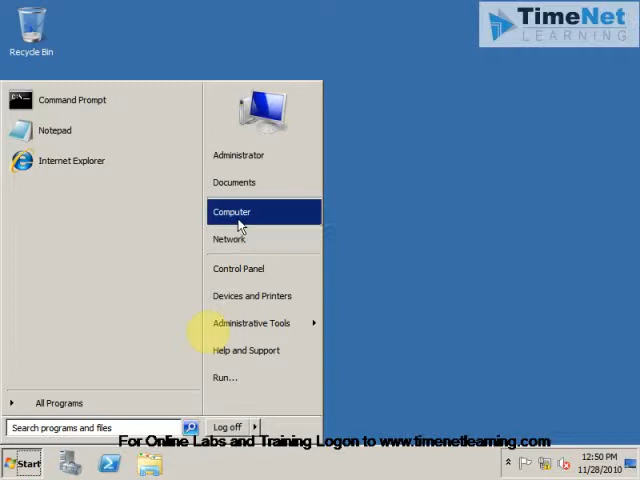 Recycle Bin
TimeNet
LEARNING
Command Prompt
Notepad
Internet Explorer
Administrator
Documents
Computer
Network
Control Panel
Devices and Printers
Administrative Tools
Help and Support
Run...
All Programs
Search programs and files
Log off
For Online Labs and Training Logon to www.timenetlearning.com
Start
12:50 PM
11/28/2010